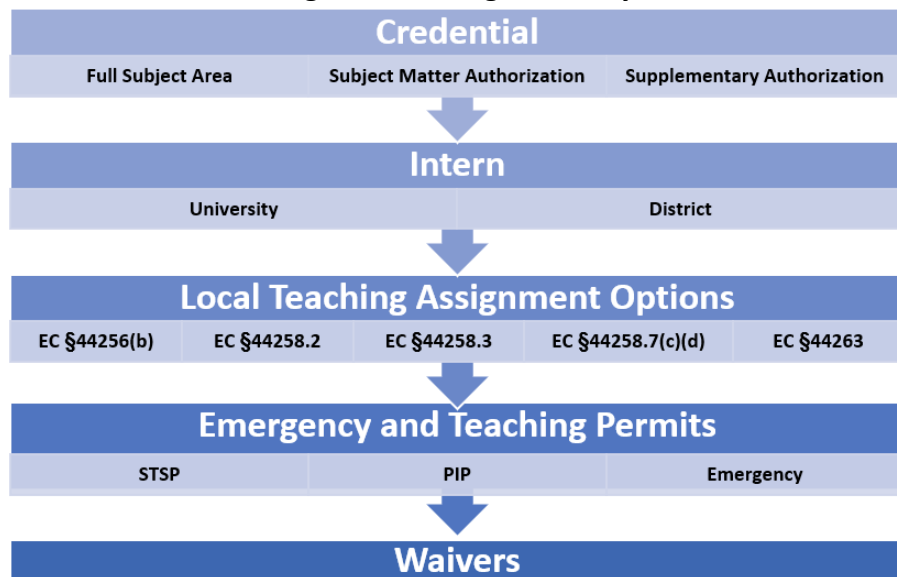 Credential
Full Subject Area Subject Matter Authorization Supplementary Authorization
Intern
University District
Local Teaching Assignment Options
EC §44256(b) EC §44258.2 EC §44258.3 EC §44258.7(c)(d) EC §44263
Emergency and Teaching Permits
STSP PIP Emergency
Waivers